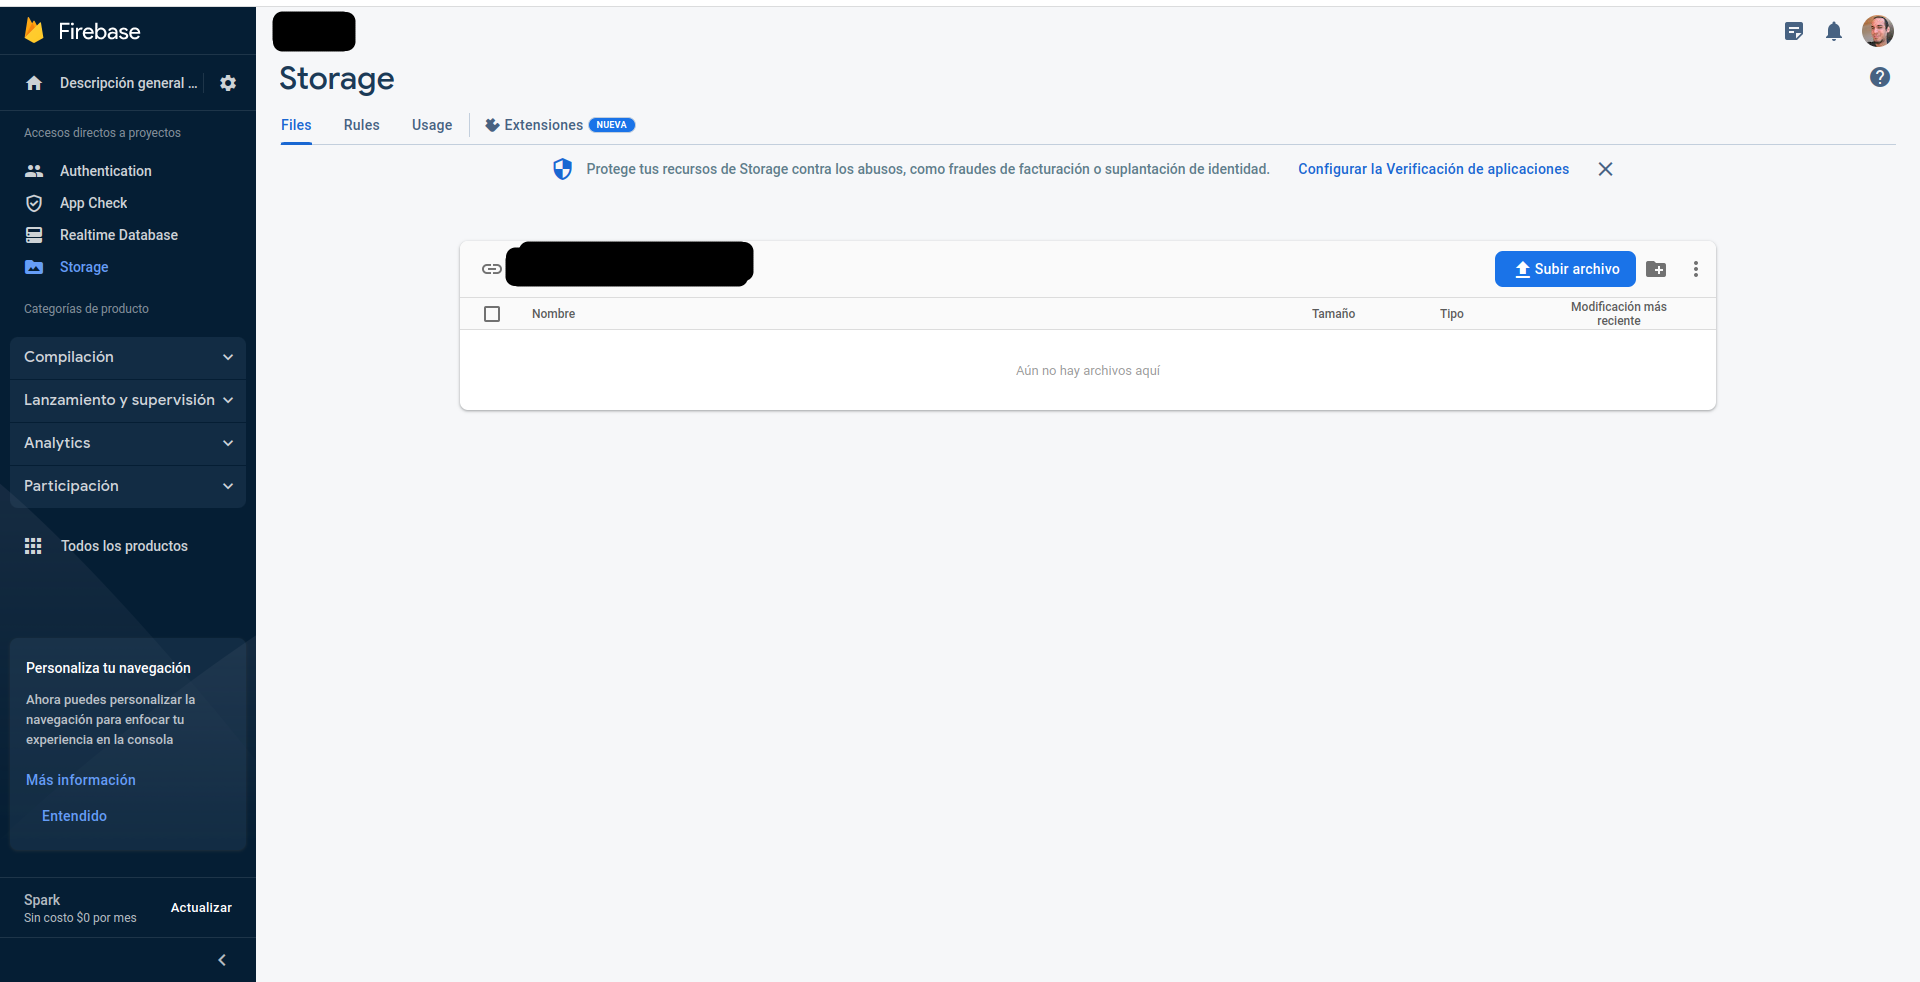 Firebase
Descripción general ...
Accesos directos a proyectos
Authentication
App Check
Realtime Database
Storage
Categorías de producto
Compilación
Lanzamiento y supervisión
Analytics
Participación
Todos los productos
Personaliza tu navegación
Ahora puedes personalizar la
navegación para enfocar tu
experiencia en la consola
Más información
Entendido
Spark
Sin costo $0 por mes
Actualizar
Storage
Files Rules Usage Extensiones NUEVA
Protege tus recursos de Storage contra los abusos, como fraudes de facturación o suplantación de identidad. Configurar la Verificación de aplicaciones
Subir archivo
Nombre Tamaño Tipo Modificación más
reciente
Aún no hay archivos aquí